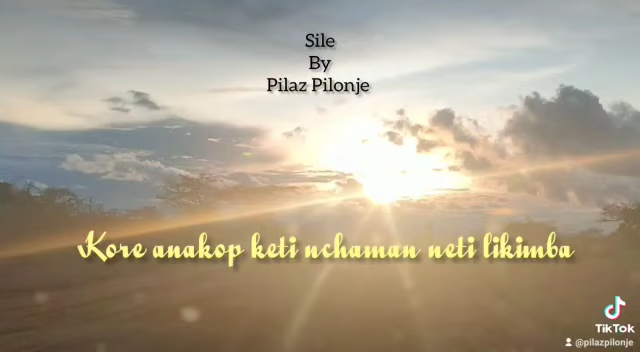 Sile
By
Pilaz Pilonje
Kore anakop keti nchaman neti likimba
TikTok
@pilazpilonje